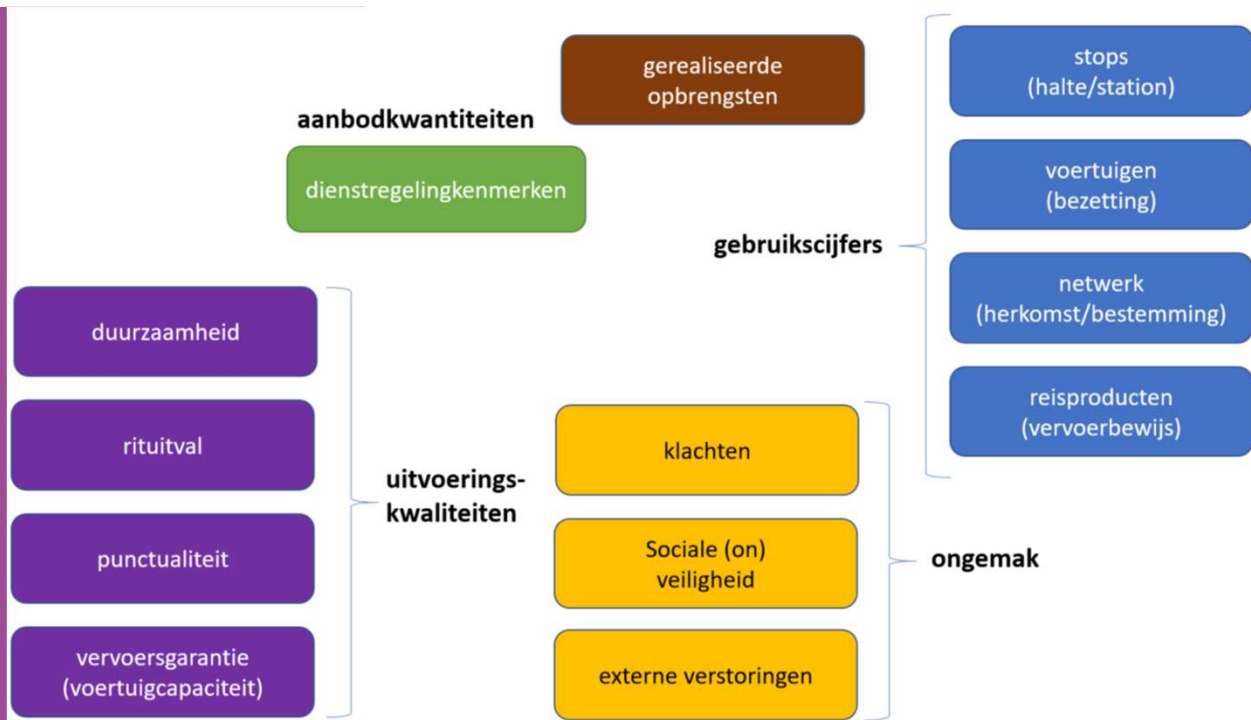 gerealiseerde
opbrengsten
aanbodkwantiteiten
dienstregelingkenmerken
stops
(halte/station)
voertuigen
(bezetting)
gebruikscijfers
netwerk
(herkomst/bestemming)
reisproducten
(vervoerbewijs)
duurzaamheid
rituitval
punctualiteit
vervoersgarantie
(voertuigcapaciteit)
uitvoerings-
kwaliteiten
klachten
Sociale (on)
veiligheid
externe verstoringen
ongemak